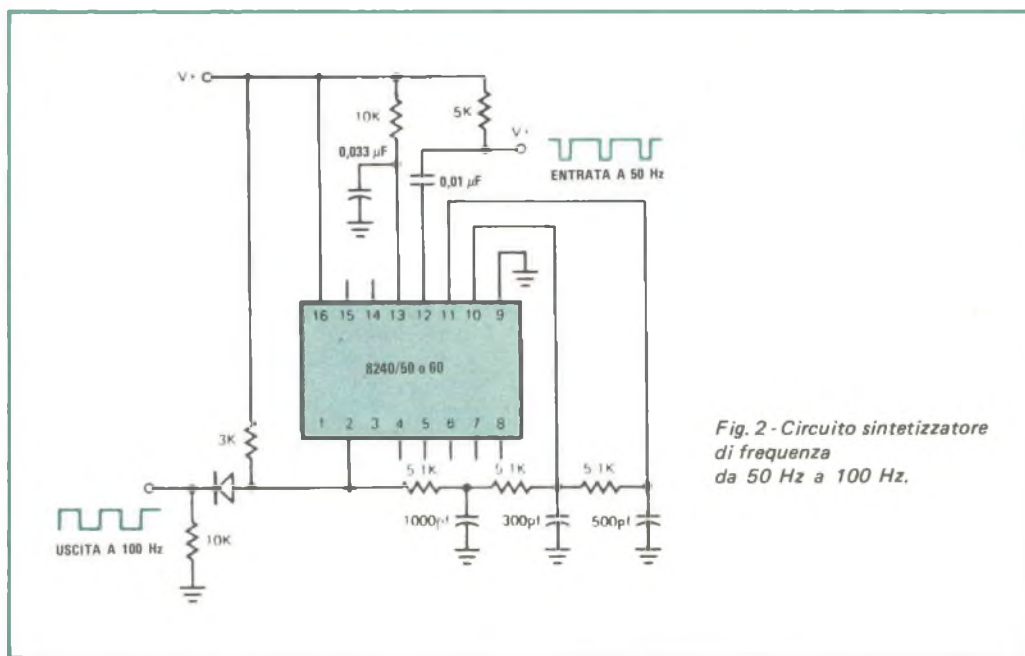 V+
10K
5K
V+
0,033 µF
0,01 µF
ENTRATA A 50 Hz
16 15 14 13 12 11 10 9
8240/50 o 60
1 2 3 4 5 6 7 8
3K
5 1K
5 1K
5 1K
1000pf
300pf
500pf
10K
USCITA A 100 Hz
Fig. 2 - Circuito sintetizzatore
di frequenza
da 50 Hz a 100 Hz.